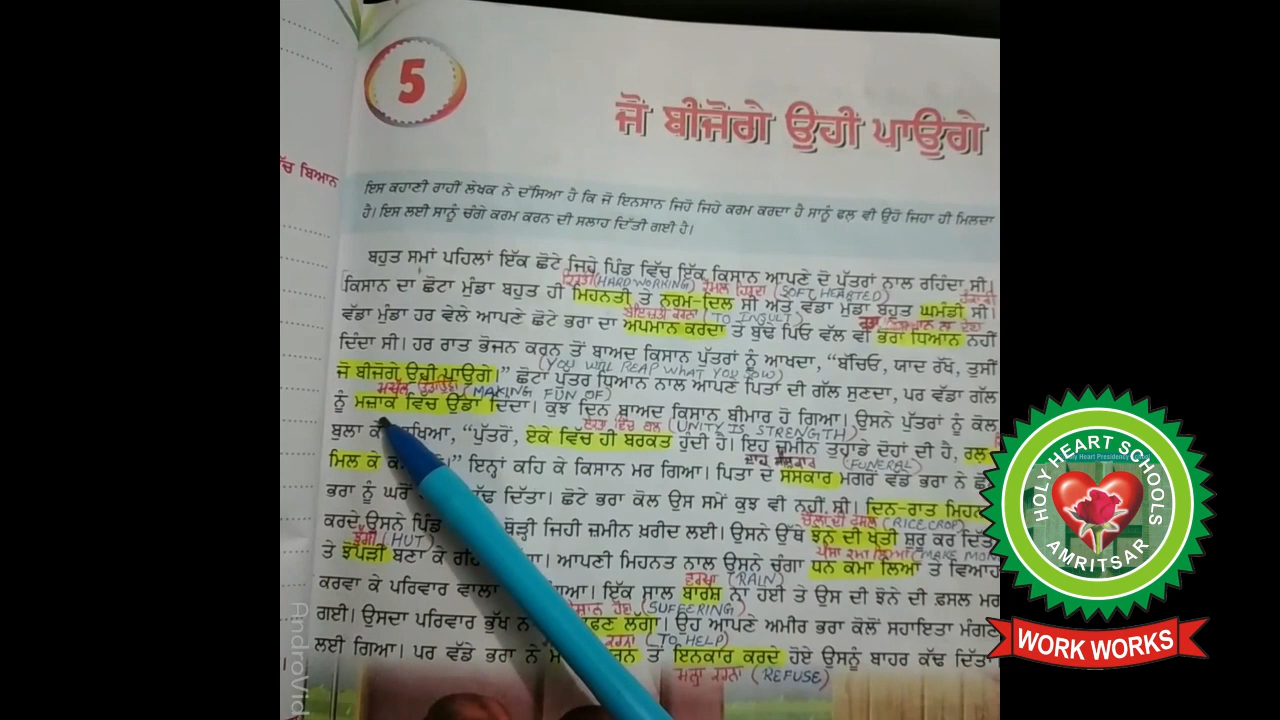 5
ਜੋ ਬੀਜੋਗੇ ਉਹੀ ਪਾਉਗੇ
ਬਿਆਨ
ਇਸ ਕਹਾਣੀ ਰਾਹੀਂ ਲੇਖਕ ਨੇ ਦੱਸਿਆ ਹੈ ਕਿ ਜੋ ਇਨਸਾਨ ਜਿਹੋ ਜਿਹੇ ਕਰਮ ਕਰਦਾ ਹੈ ਸਾਨੂੰ ਫਲ ਵੀ ਉਹੋ ਜਿਹਾ ਹੀ ਮਿਲਦਾ
ਹੈ। ਇਸ ਲਈ ਸਾਨੂੰ ਚੰਗੇ ਕਰਮ ਕਰਨ ਦੀ ਸਲਾਹ ਦਿੱਤੀ ਗਈ ਹੈ।
ਬਹੁਤ ਸਮਾਂ ਪਹਿਲਾਂ ਇੱਕ ਛੋਟੇ ਜਿਹੇ ਪਿੰਡ ਵਿੱਚ ਇੱਕ ਕਿਸਾਨ ਆਪਣੇ ਦੋ ਪੁੱਤਰਾਂ ਨਾਲ ਰਹਿੰਦਾ ਸੀ।
(HARDWORKING) (SOFT HEARTED)
ਕਿਸਾਨ ਦਾ ਛੋਟਾ ਮੁੰਡਾ ਬਹੁਤ ਹੀ ਮਿਹਨਤੀ ਤੇ ਨਰਮ-ਦਿਲ ਸੀ ਅਤੇ ਵੱਡਾ ਮੁੰਡਾ ਬਹੁਤ ਘਮੰਡੀ ਸੀ।
(TO INSULT)
ਵੱਡਾ ਮੁੰਡਾ ਹਰ ਵੇਲੇ ਆਪਣੇ ਛੋਟੇ ਭਰਾ ਦਾ ਅਪਮਾਨ ਕਰਦਾ ਤੇ ਬੁੱਢੇ ਪਿਓ ਵੱਲ ਵੀ ਭੋਰਾ ਧਿਆਨ ਨਹੀਂ
ਦਿੰਦਾ ਸੀ। ਹਰ ਰਾਤ ਭੋਜਨ ਕਰਨ ਤੋਂ ਬਾਅਦ ਕਿਸਾਨ ਪੁੱਤਰਾਂ ਨੂੰ ਆਖਦਾ, “ਬੱਚਿਓ, ਯਾਦ ਰੱਖੋ, ਤੁਸੀਂ
(YOU WILL REAP WHAT YOU SOW)
ਜੋ ਬੀਜੋਗੇ ਉਹੀ ਪਾਉਗੇ।” ਛੋਟਾ ਪੁੱਤਰ ਧਿਆਨ ਨਾਲ ਆਪਣੇ ਪਿਤਾ ਦੀ ਗੱਲ ਸੁਣਦਾ, ਪਰ ਵੱਡਾ ਗੱਲ
(MAKING FUN OF)
ਨੂੰ ਮਜ਼ਾਕ ਵਿੱਚ ਉਡਾ ਦਿੰਦਾ। ਕੁਝ ਦਿਨ ਬਾਅਦ ਕਿਸਾਨ ਬੀਮਾਰ ਹੋ ਗਿਆ। ਉਸਨੇ ਪੁੱਤਰਾਂ ਨੂੰ ਕੋਲ
(UNITY IS STRENGTH)
ਬੁਲਾ ਕੇ “ਪੁੱਤਰੋਂ, ਏਕੇ ਵਿੱਚ ਹੀ ਬਰਕਤ ਹੁੰਦੀ ਹੈ। ਇਹ ਜ਼ਮੀਨ ਤੁਹਾਡੇ ਦੋਹਾਂ ਦੀ ਹੈ, ਰਲ
(FUNERAL)
ਮਿਲ ਕੇ ਇਨ੍ਹਾਂ ਕਹਿ ਕੇ ਕਿਸਾਨ ਮਰ ਗਿਆ। ਪਿਤਾ ਦੇ ਸੰਸਕਾਰ ਮਗਰੋਂ ਵੱਡੇ ਭਰਾ ਨੇ
ਭਰਾ ਨੂੰ ਘਰੋਂ ਦਿੱਤਾ। ਛੋਟੇ ਭਰਾ ਕੋਲ ਉਸ ਸਮੇਂ ਕੁਝ ਵੀ ਨਹੀਂ ਸੀ। ਦਿਨ-ਰਾਤ
(RICE CROP)
ਕਰਦੇ ਉਸਨੇ ਪਿੰਡ ਥੋੜ੍ਹੀ ਜਿਹੀ ਜ਼ਮੀਨ ਖ਼ਰੀਦ ਲਈ। ਉਸਨੇ ਉੱਥੇ ਝੋਨੇ ਦੀ ਖੇਤੀ ਸ਼ੁਰੂ ਕਰ
(HUT) (MAKE
ਤੇ ਝੌਂਪੜੀ ਬਣਾ ਕੇ ਆਪਣੀ ਮਿਹਨਤ ਨਾਲ ਉਸਨੇ ਚੰਗਾ ਧਨ ਕਮਾ ਲਿਆ ਤੇ ਵਿਆਹ
(RAIN)
ਕਰਵਾ ਕੇ ਪਰਿਵਾਰ ਵਾਲਾ ਇੱਕ ਸਾਲ ਬਾਰਸ਼ ਨਾ ਹੋਈ ਤੇ ਉਸ ਦੀ ਝੋਨੇ ਦੀ ਫ਼ਸਲ ਮਰ
(SUFFERING)
ਗਈ। ਉਸਦਾ ਪਰਿਵਾਰ ਭੁੱਖ ਲੱਗਾ। ਉਹ ਆਪਣੇ ਅਮੀਰ ਭਰਾ ਕੋਲੋਂ ਸਹਾਇਤਾ ਮੰਗਣ
(TO HELP)
ਲਈ ਗਿਆ। ਪਰ ਵੱਡੇ ਭਰਾ ਨੇ ਤੋਂ ਇਨਕਾਰ ਕਰਦੇ ਹੋਏ ਉਸਨੂੰ ਬਾਹਰ ਕੱਢ ਦਿੱਤਾ
(REFUSE)
HOLY HEART SCHOOLS
AMRITSAR
WORK WORKS